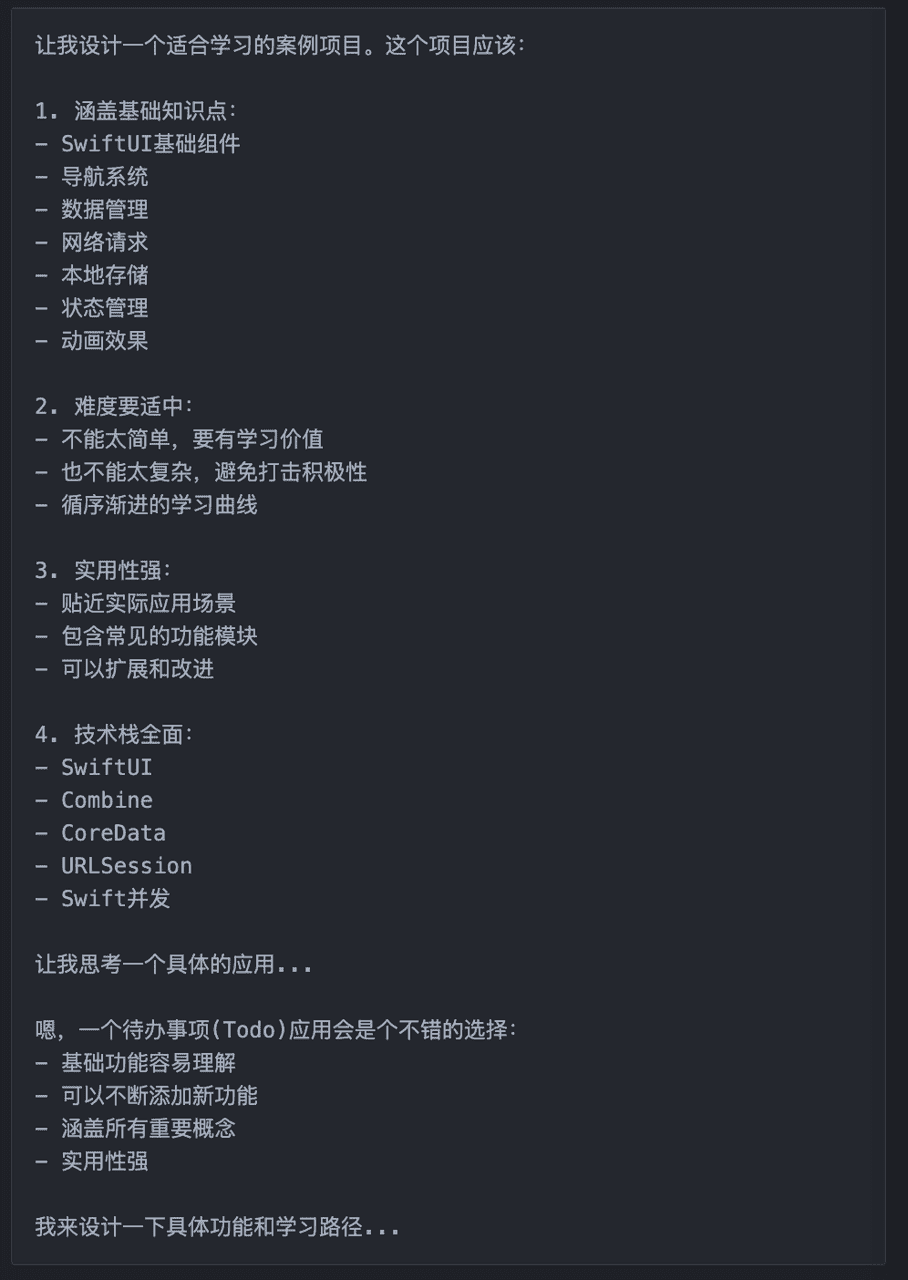 让我设计一个适合学习的案例项目。这个项目应该：
1. 涵盖基础知识点：
- SwiftUI基础组件
- 导航系统
- 数据管理
- 网络请求
- 本地存储
- 状态管理
- 动画效果
2. 难度要适中：
- 不能太简单，要有学习价值
- 也不能太复杂，避免打击积极性
- 循序渐进的学习曲线
3. 实用性强：
- 贴近实际应用场景
- 包含常见的功能模块
- 可以扩展和改进
4. 技术栈全面：
- SwiftUI
- Combine
- CoreData
- URLSession
- Swift并发
让我思考一个具体的应用...
嗯，一个待办事项(Todo)应用会是个不错的选择：
- 基础功能容易理解
- 可以不断添加新功能
- 涵盖所有重要概念
- 实用性强
我来设计一下具体功能和学习路径...